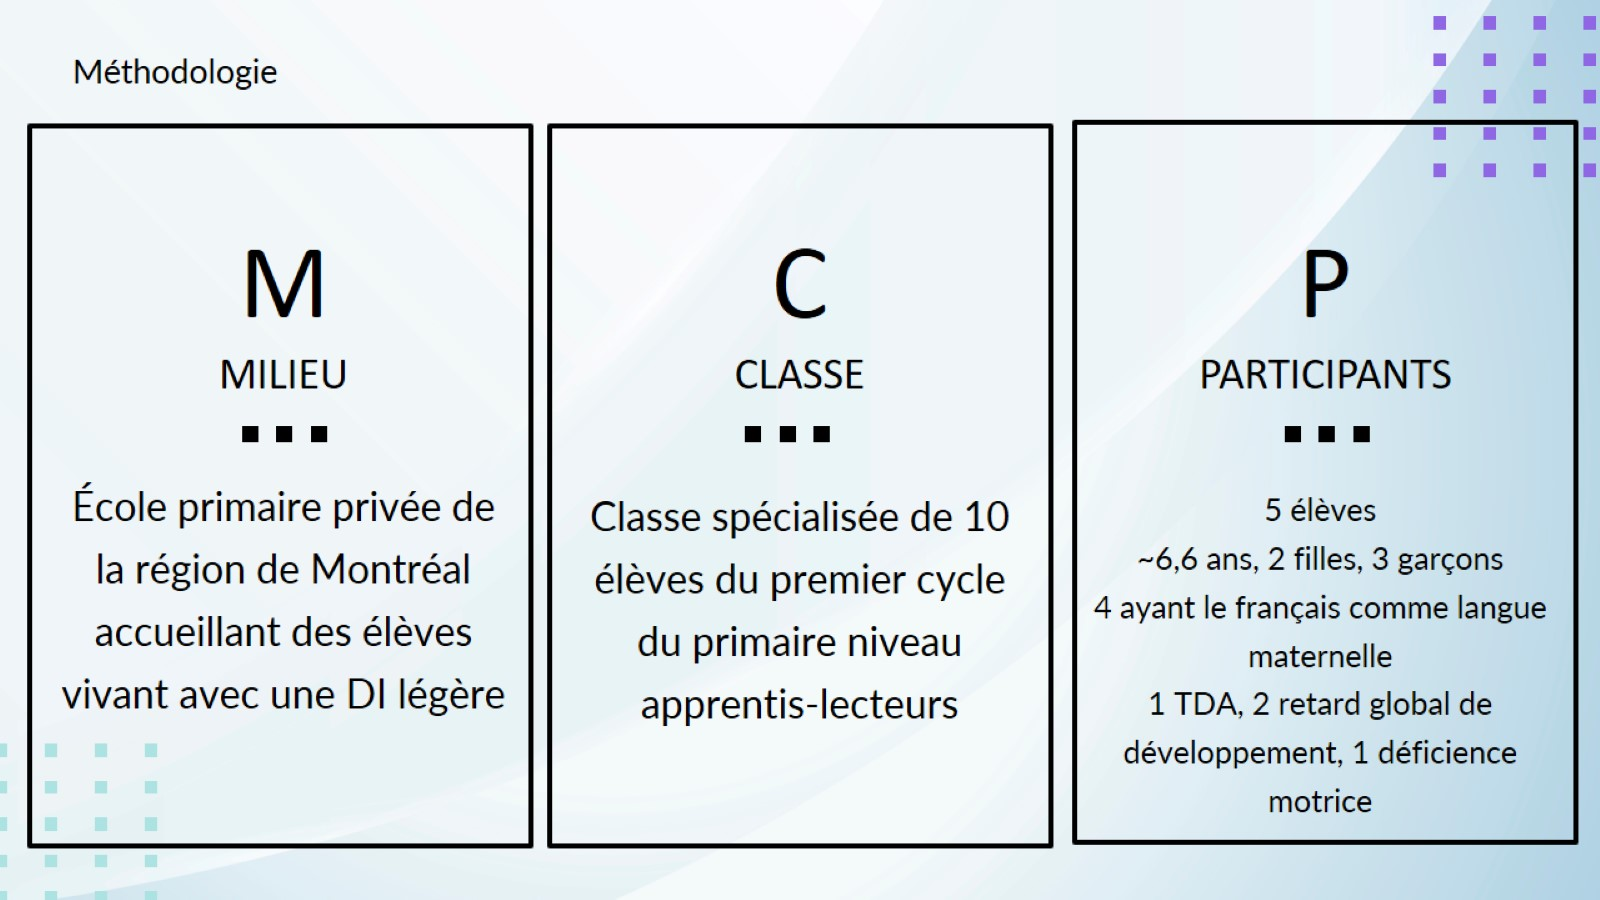 Méthodologie
M
MILIEU
École primaire privée de
la région de Montréal
accueillant des élèves
vivant avec une DI légère
C
CLASSE
Classe spécialisée de 10
élèves du premier cycle
du primaire niveau
apprentis-lecteurs
P
PARTICIPANTS
5 élèves
~6,6 ans, 2 filles, 3 garçons
4 ayant le français comme langue
maternelle
1 TDA, 2 retard global de
développement, 1 déficience
motrice